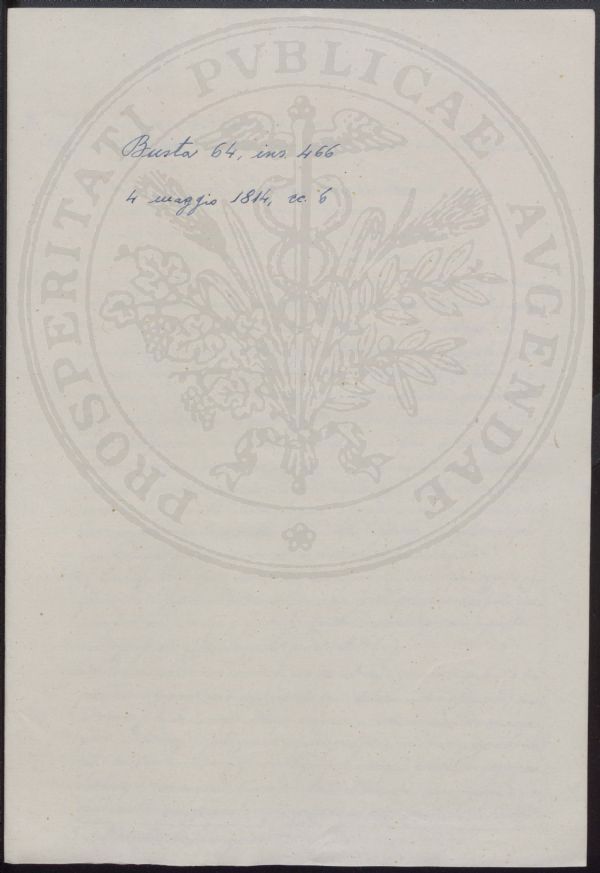 PROSPERITATI PVBLICAE AVGENDAE
Busta 64, ins. 466
4 maggio 1814, cc. 6